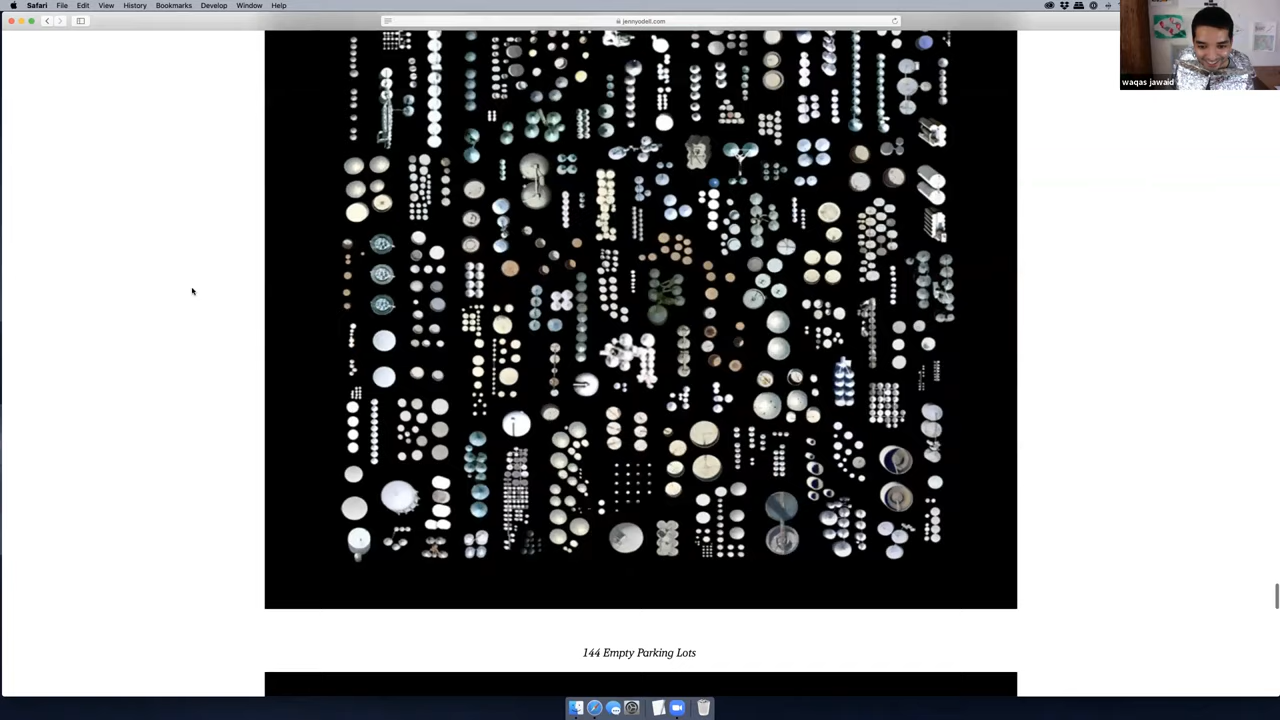 Safari File Edit View History Bookmarks Develop Window Help
jennyodell.com
waqas jawaid
144 Empty Parking Lots